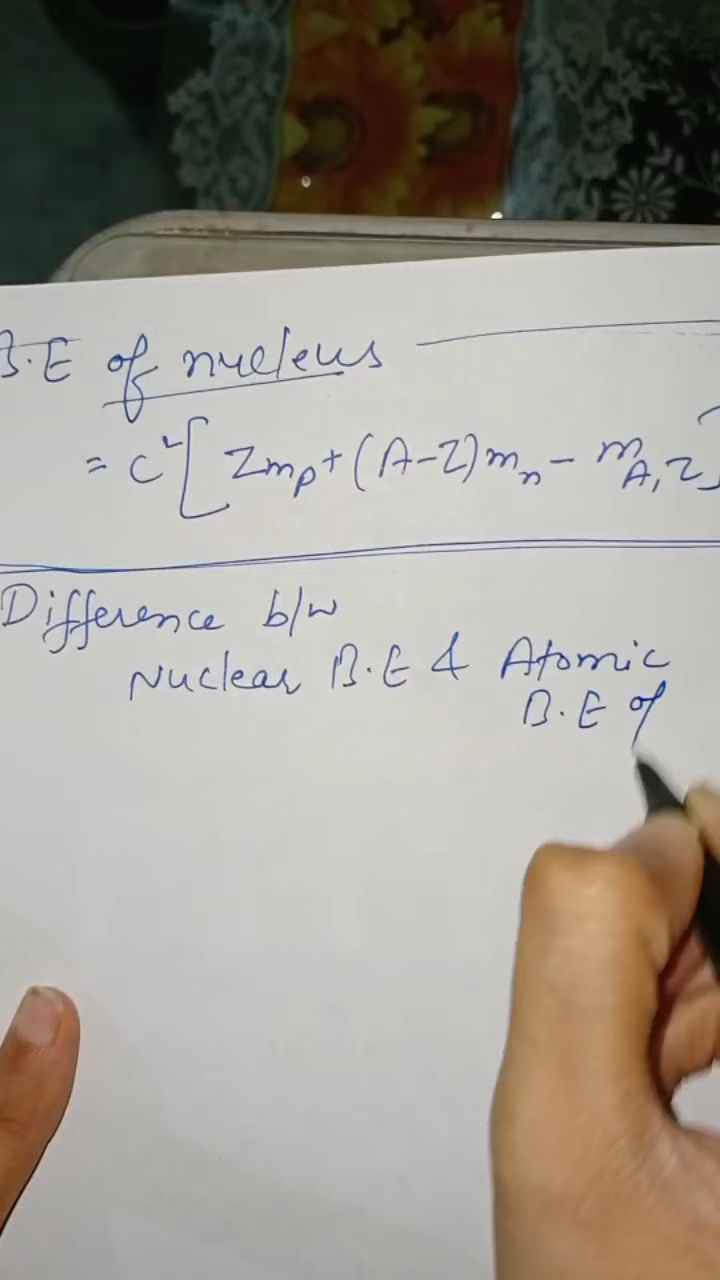 B.E of nucleus
= c²[ Zmp + (A-Z)mn - mA,Z]
Difference b/w
Nuclear B.E & Atomic
B.E of